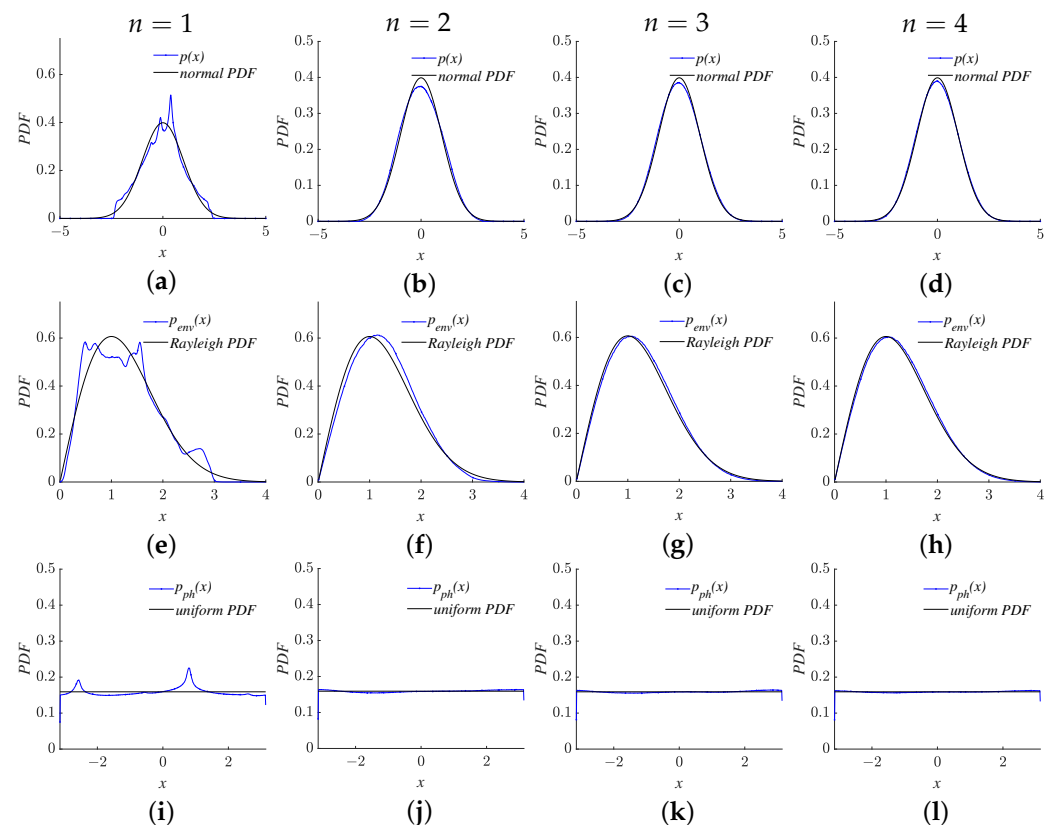 n = 1 n = 2 n = 3 n = 4
p(x) p(x) p(x) p(x)
normal PDF normal PDF normal PDF normal PDF
PDF PDF PDF PDF
0.6 0.4 0.2 0
0.5 0.4 0.3 0.2 0.1 0
0.5 0.4 0.3 0.2 0.1 0
0.5 0.4 0.3 0.2 0.1 0
−5 0 5 −5 0 5 −5 0 5 −5 0 5
x x x x
(a) (b) (c) (d)
p_env(x) p_env(x) p_env(x) p_env(x)
Rayleigh PDF Rayleigh PDF Rayleigh PDF Rayleigh PDF
PDF PDF PDF PDF
0.6 0.4 0.2 0
0.6 0.4 0.2 0
0.6 0.4 0.2 0
0.6 0.4 0.2 0
0 1 2 3 4 0 1 2 3 4 0 1 2 3 4 0 1 2 3 4
x x x x
(e) (f) (g) (h)
p_ph(x) p_ph(x) p_ph(x) p_ph(x)
uniform PDF uniform PDF uniform PDF uniform PDF
PDF PDF PDF PDF
0.5 0.4 0.3 0.2 0.1 0
0.5 0.4 0.3 0.2 0.1 0
0.5 0.4 0.3 0.2 0.1 0
0.5 0.4 0.3 0.2 0.1 0
−2 0 2 −2 0 2 −2 0 2 −2 0 2
x x x x
(i) (j) (k) (l)